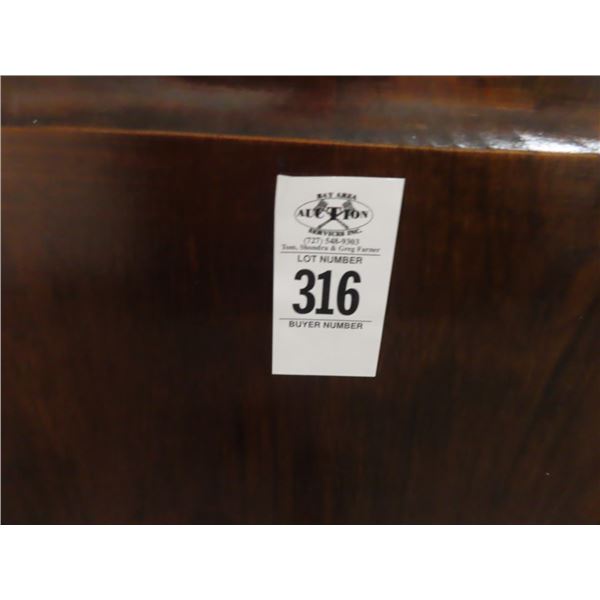 BAY AREA
AUCTION
SERVICES INC.
(727) 548-9303
Tom, Shondra & Greg Farner
LOT NUMBER
316
BUYER NUMBER